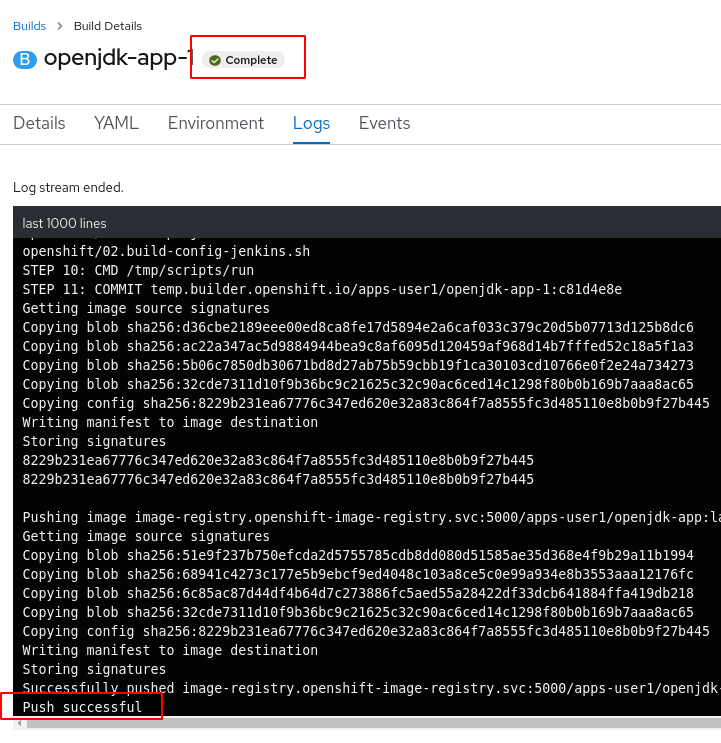 Builds > Build Details
B openjdk-app-1 Complete
Details YAML Environment Logs Events
Log stream ended.
last 1000 lines
openshift/02.build-config-jenkins.sh
STEP 10: CMD /tmp/scripts/run
STEP 11: COMMIT temp.builder.openshift.io/apps-user1/openjdk-app-1:c81d4e8e
Getting image source signatures
Copying blob sha256:d36cbe2189eee00ed8ca8fe17d5894e2a6caf033c379c20d5b07713d125b8dc6
Copying blob sha256:ac22a347ac5d9884944bea9c8af6095d120459af968d14b7fffed52c18a5f1a3
Copying blob sha256:5b06c7850db30671bd8d27ab75b59cbb19f1ca30103cd10766e0f2e24a734273
Copying blob sha256:32cde7311d10f9b36bc9c21625c32c90ac6ced14c1298f80b0b169b7aaa8ac65
Copying config sha256:8229b231ea67776c347ed620e32a83c864f7a8555fc3d485110e8b0b9f27b445
Writing manifest to image destination
Storing signatures
8229b231ea67776c347ed620e32a83c864f7a8555fc3d485110e8b0b9f27b445
8229b231ea67776c347ed620e32a83c864f7a8555fc3d485110e8b0b9f27b445
Pushing image image-registry.openshift-image-registry.svc:5000/apps-user1/openjdk-app:la
Getting image source signatures
Copying blob sha256:51e9f237b750efcda2d5755785cdb8dd080d51585ae35d368e4f9b29a11b1994
Copying blob sha256:68941c4273c177e5b9ebcf9ed4048c103a8ce5c0e99a934e8b3553aaa12176fc
Copying blob sha256:6c85ac87d44df4b64d7c273886fc5aed55a28422df33dcb641884ffa419db218
Copying blob sha256:32cde7311d10f9b36bc9c21625c32c90ac6ced14c1298f80b0b169b7aaa8ac65
Copying config sha256:8229b231ea67776c347ed620e32a83c864f7a8555fc3d485110e8b0b9f27b445
Writing manifest to image destination
Storing signatures
Successfully pushed image-registry.openshift-image-registry.svc:5000/apps-user1/openjdk-
Push successful